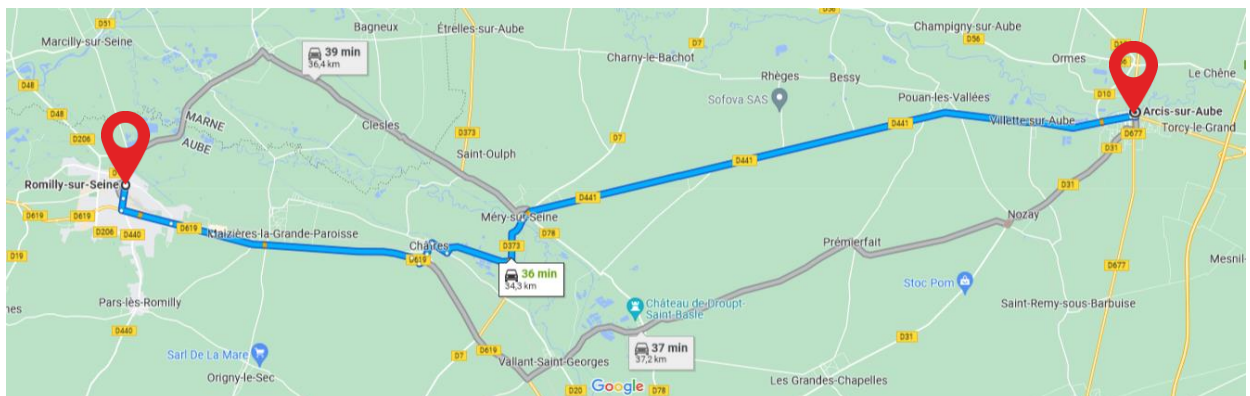 D51
Bagneux
Étrelles-sur-Aube
D56
Champigny-sur-Aube
Marcilly-sur-Seine
39 min
36,4 km
D7
Charny-le-Bachot
D56
Ormes
Le Chêne
D48
Rhèges
Bessy
D48
Sofova SAS
Pouan-les-Vallées
D10
Arcis-sur-Aube
MARNE
AUBE
Clesles
D373
D7
D441
Villette-sur-Aube
Torcy-le-Grand
D206
D677
Saint-Oulph
D441
D31
Romilly-sur-Seine
D441
D31
D619
D619
D619
Méry-sur-Seine
Nozay
D206
D440
Maizières-la-Grande-Paroisse
D78
Châtres
D373
Prémierfait
D19
D619
36 min
34,3 km
D677
Mesnil-
Stoc Pom
Pars-lès-Romilly
Château de Droupt-
Saint-Basle
Saint-Remy-sous-Barbuise
nes
D440
D31
Sarl De La Mare
D7
D619
37 min
37,2 km
Vallant-Saint-Georges
Origny-le-Sec
D20
Google
D78
Les Grandes-Chapelles